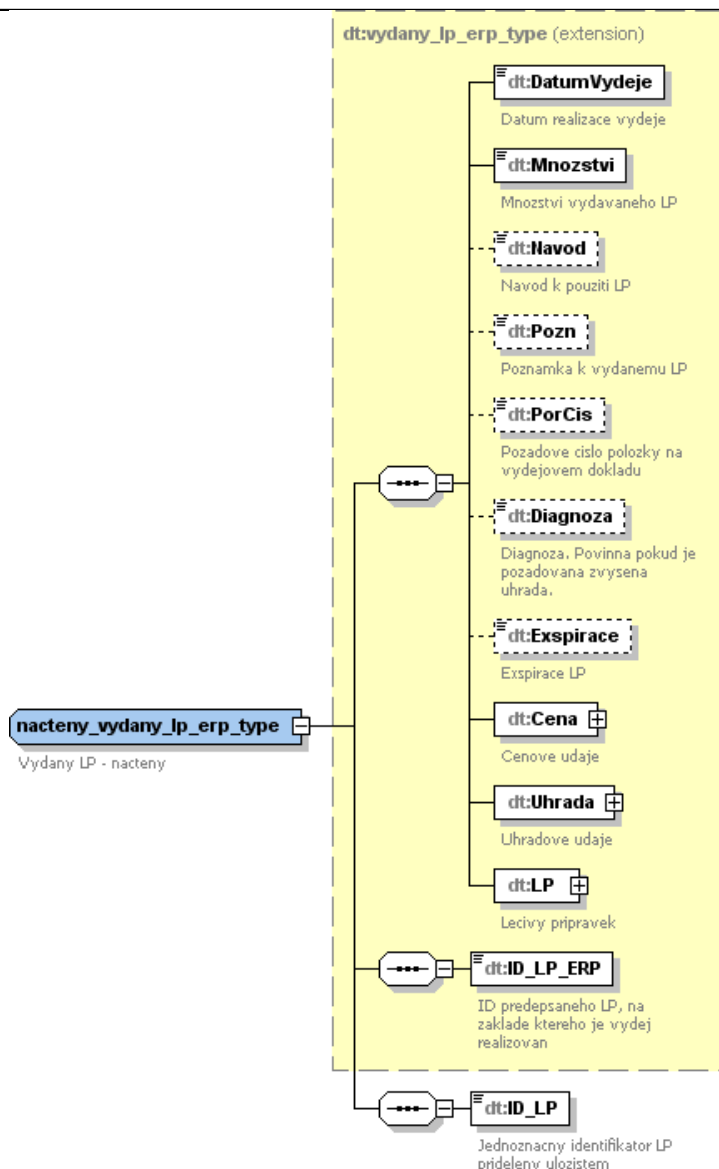 dt:vydany_lp_erp_type (extension)
dt:DatumVydeje
Datum realizace vydeje
dt:Mnozstvi
Mnozstvi vydavaneho LP
dt:Navod
Navod k pouziti LP
dt:Pozn
Poznamka k vydanemu LP
dt:PorCis
Pozadove cislo polozky na
vydejovem dokladu
dt:Diagnoza
Diagnoza. Povinna pokud je
pozadovana zvysena
uhrada.
dt:Exspirace
Exspirace LP
nacteny_vydany_lp_erp_type
Vydany LP - nacteny
dt:Cena
Cenove udaje
dt:Uhrada
Uhradove udaje
dt:LP
Lecivy pripravek
dt:ID_LP_ERP
ID predepsaneho LP, na
zaklade ktereho je vydej
realizovan
dt:ID_LP
Jednoznacny identifikator LP
prideleny ulozistem